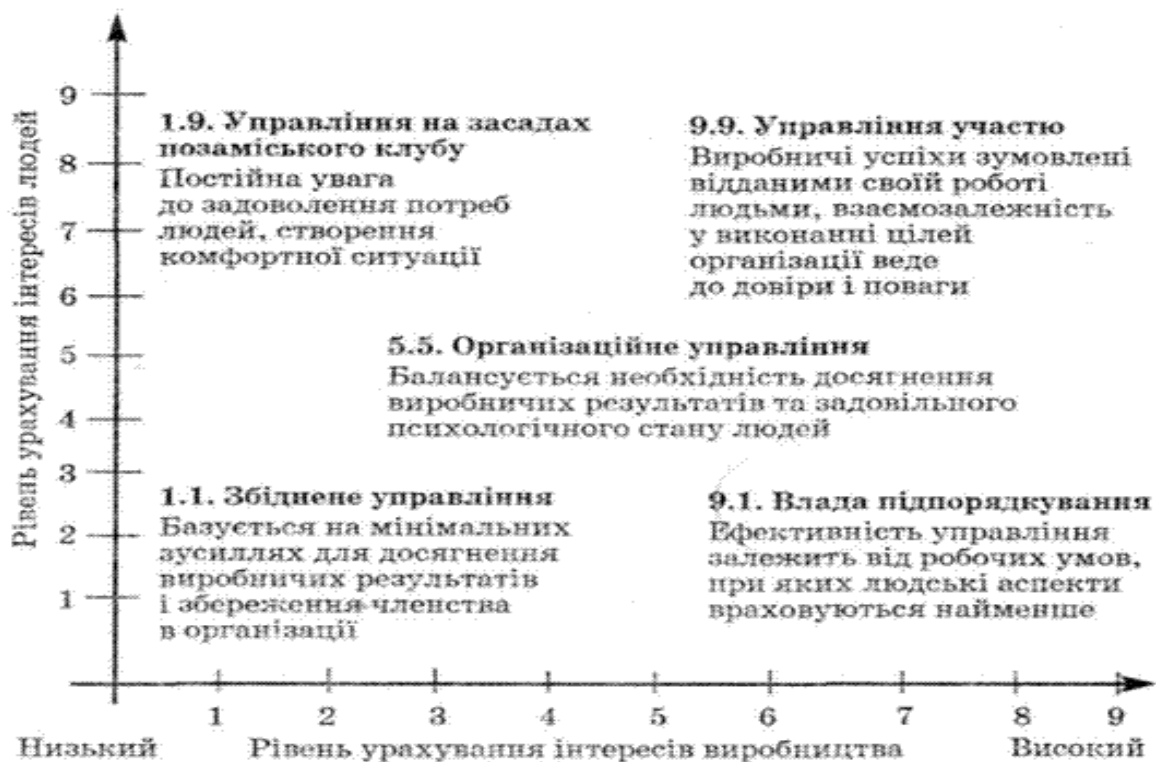 Рівень урахування інтересів людей
9
8
7
6
5
4
3
2
1
1.9. Управління на засадах
позаміського клубу
Постійна увага
до задоволення потреб
людей, створення
комфортної ситуації
9.9. Управління участю
Виробничі успіхи зумовлені
відданими своїй роботі
людьми, взаємозалежність
у виконанні цілей
організації веде
до довіри і поваги
5.5. Організаційне управління
Балансується необхідність досягнення
виробничих результатів та задовільного
психологічного стану людей
1.1. Збіднене управління
Базується на мінімальних
зусиллях для досягнення
виробничих результатів
і збереження членства
в організації
9.1. Влада підпорядкування
Ефективність управління
залежить від робочих умов,
при яких людські аспекти
враховуються найменше
1 2 3 4 5 6 7 8 9
Низький Рівень урахування інтересів виробництва Високий